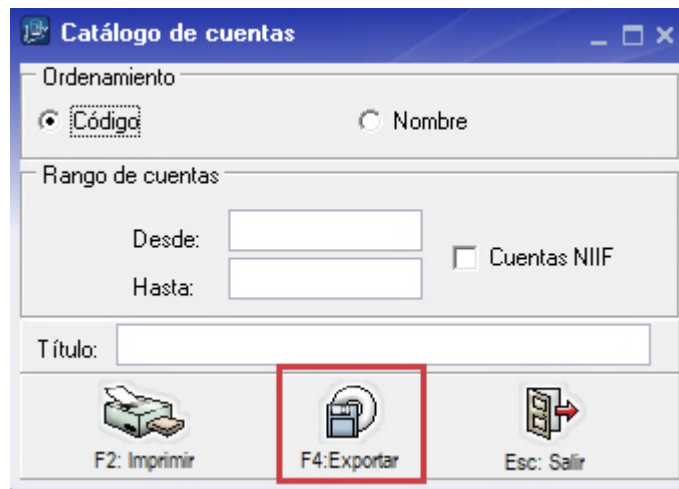 Catálogo de cuentas
Ordenamiento
Código
Nombre
Rango de cuentas
Desde:
Cuentas NIIF
Hasta:
Título:
F2: Imprimir
F4:Exportar
Esc: Salir